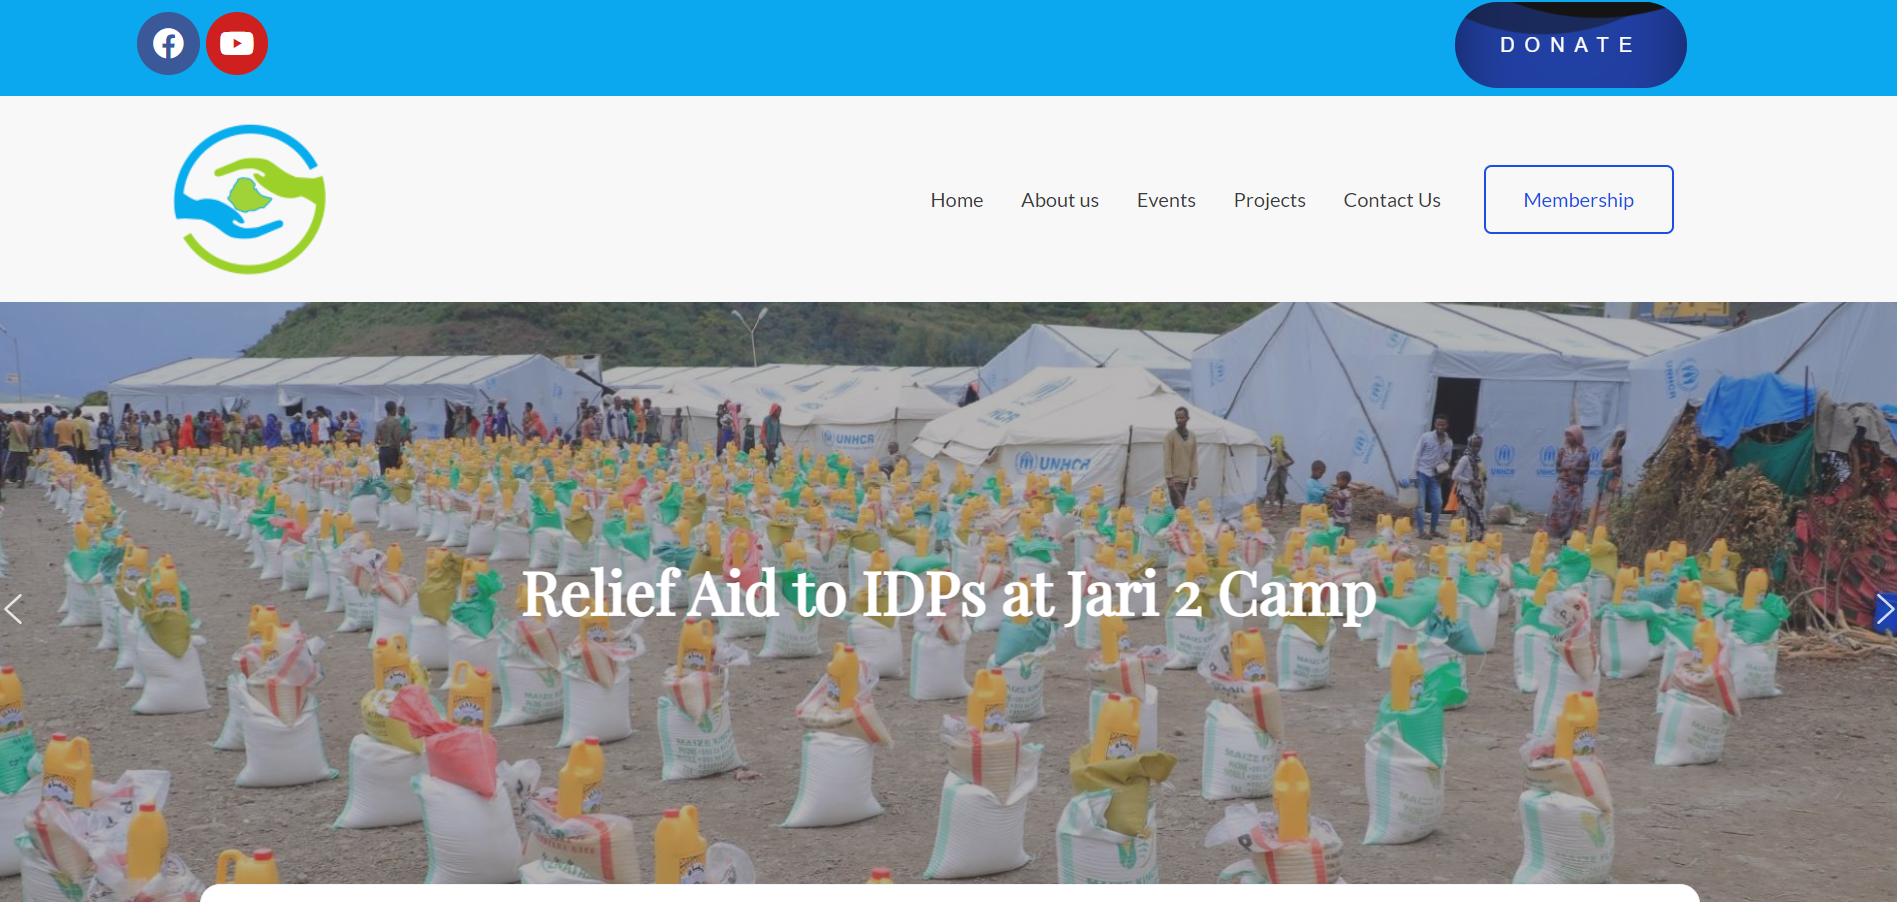 DONATE
Home
About us
Events
Projects
Contact Us
Membership
UNHCR
UNHCR
Relief Aid to IDPs at Jari 2 Camp